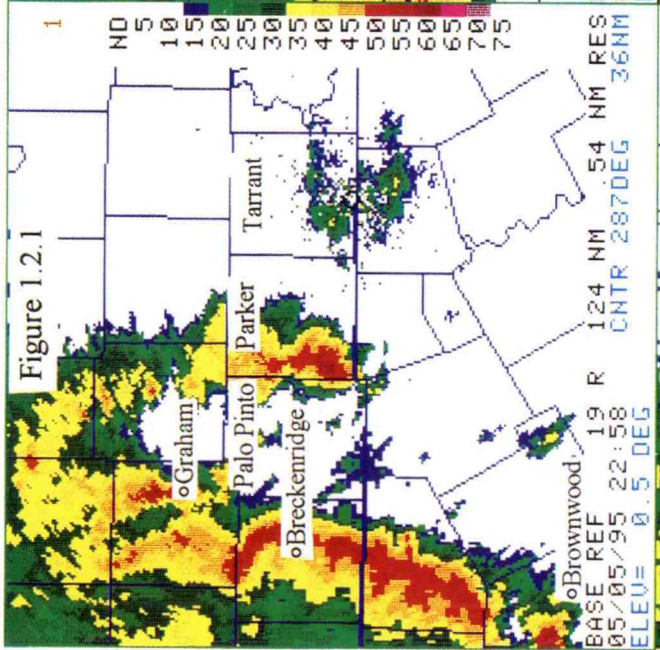 Figure 1.2.1
1
ND
5
10
15
20
25
30
35
40
45
50
55
60
65
70
75
Graham
Palo Pinto
Parker
Tarrant
Breckenridge
Brownwood
BASE REF 19 R 124 NM .54 NM RES
05/05/95 22:58
ELEV= 0.5 DEG CNTR 287DEG 36NM